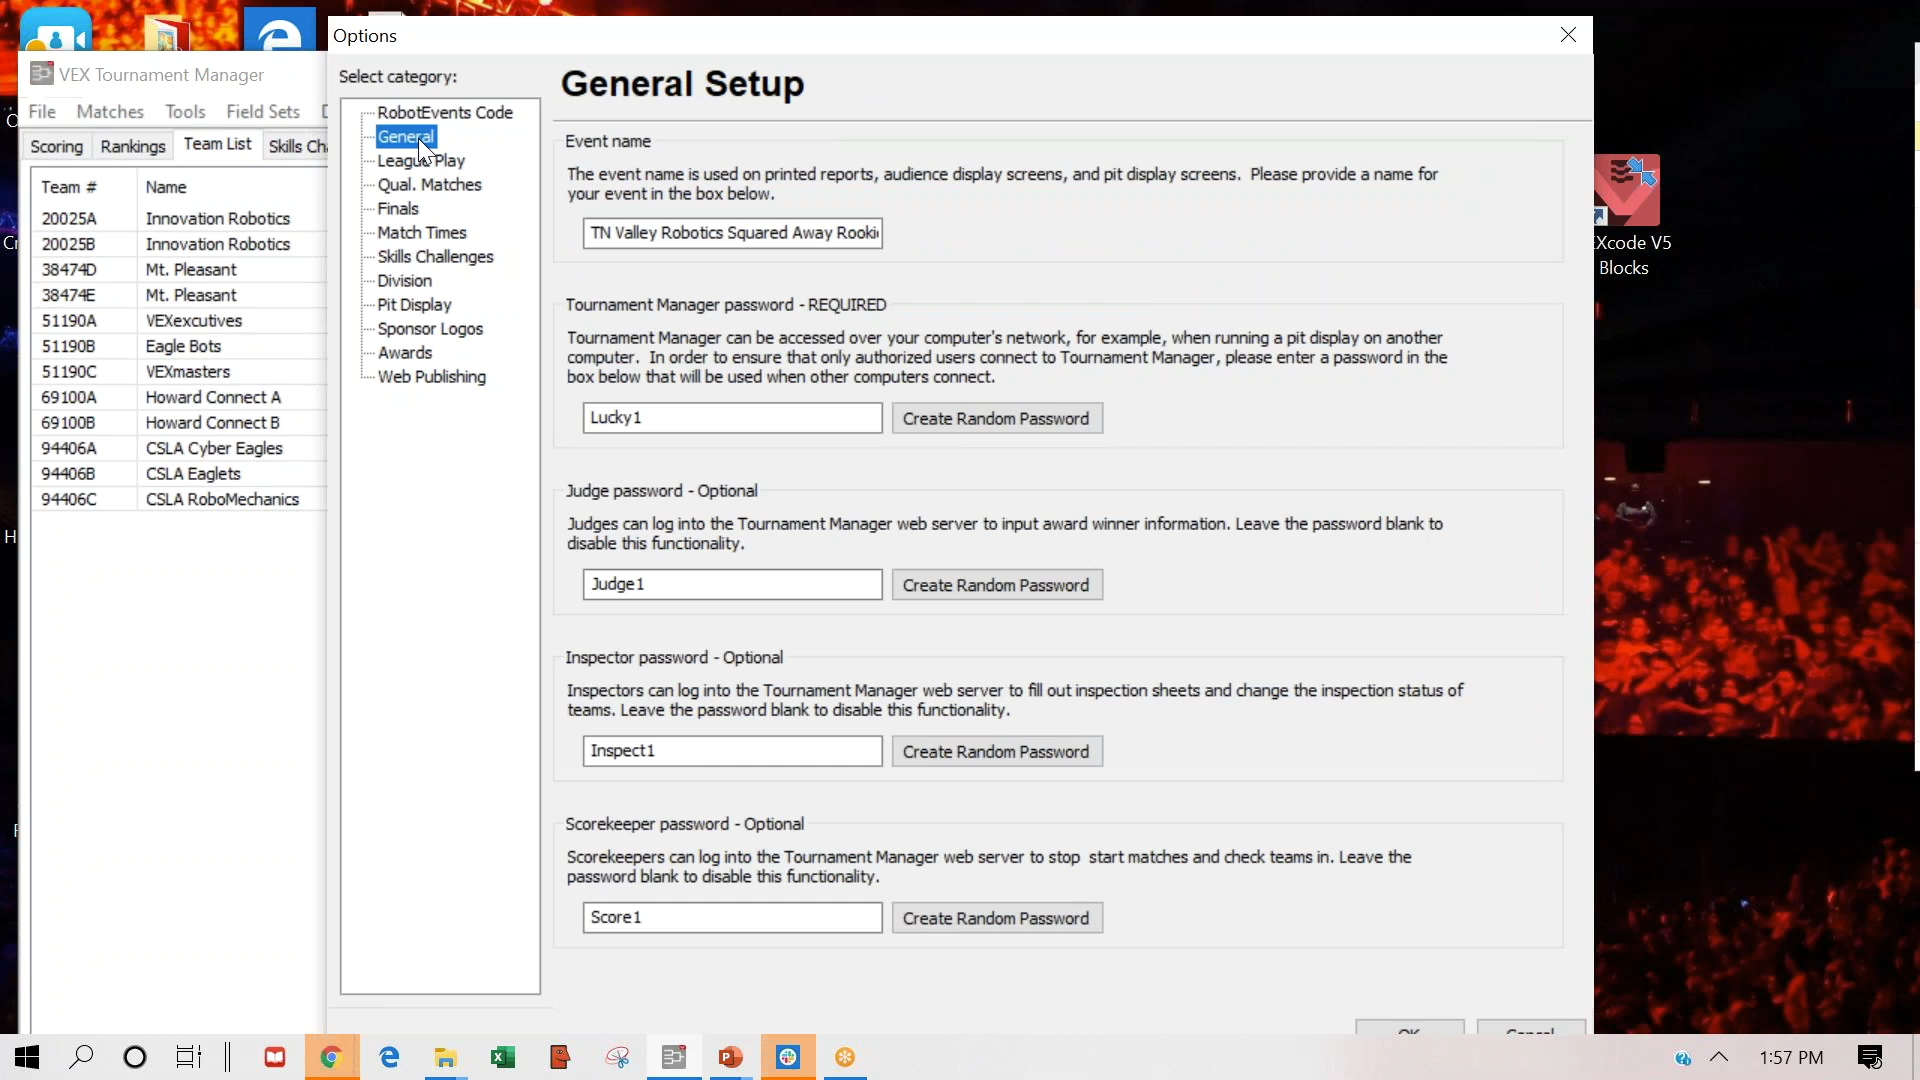 Options
VEX Tournament Manager
File Matches Tools Field Sets
Scoring Rankings Team List Skills
Team # Name
20025A Innovation Robotics
20025B Innovation Robotics
38474D Mt. Pleasant
38474E Mt. Pleasant
51190A VEXexcutives
51190B Eagle Bots
51190C VEXmasters
69100A Howard Connect A
69100B Howard Connect B
94406A CSLA Cyber Eagles
94406B CSLA Eaglets
94406C CSLA RoboMechanics
Select category:
RobotEvents Code
General
League Play
Qual. Matches
Finals
Match Times
Skills Challenges
Division
Pit Display
Sponsor Logos
Awards
Web Publishing
General Setup
Event name
The event name is used on printed reports, audience display screens, and pit display screens. Please provide a name for
your event in the box below.
TN Valley Robotics Squared Away Rooki
Tournament Manager password - REQUIRED
Tournament Manager can be accessed over your computer's network, for example, when running a pit display on another
computer. In order to ensure that only authorized users connect to Tournament Manager, please enter a password in the
box below that will be used when other computers connect.
Lucky1 Create Random Password
Judge password - Optional
Judges can log into the Tournament Manager web server to input award winner information. Leave the password blank to
disable this functionality.
Judge1 Create Random Password
Inspector password - Optional
Inspectors can log into the Tournament Manager web server to fill out inspection sheets and change the inspection status of
teams. Leave the password blank to disable this functionality.
Inspect1 Create Random Password
Scorekeeper password - Optional
Scorekeepers can log into the Tournament Manager web server to stop start matches and check teams in. Leave the
password blank to disable this functionality.
Score1 Create Random Password
OK Cancel
Xcode V5
Blocks
1:57 PM